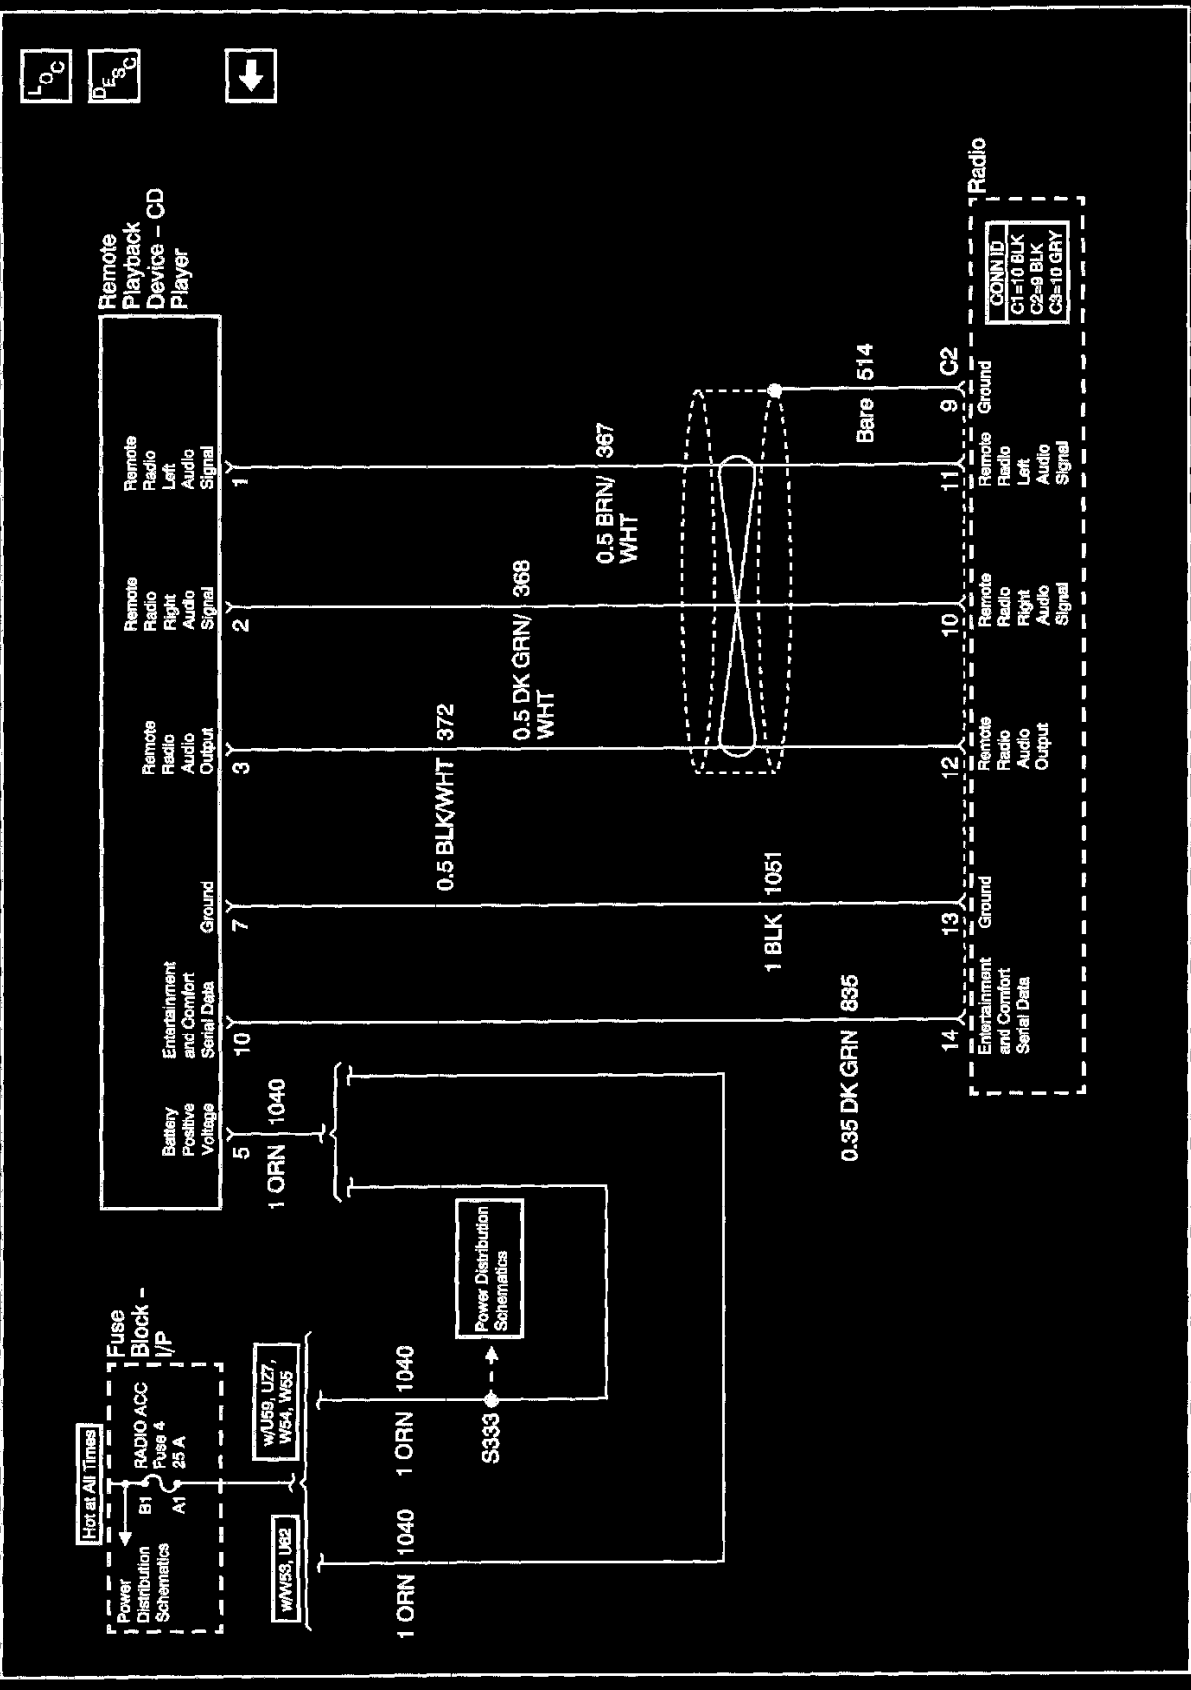 Hot at All Times
Power
Distribution
Schematics
B1
A1
RADIO ACC
Fuse 4
25 A
Fuse
Block –
I/P
Remote
Playback
Device – CD
Player
LOC
DESC
Battery
Positive
Voltage
Entertainment
and Comfort
Serial Data
Ground
Remote
Radio
Audio
Output
Remote
Radio
Right
Audio
Signal
Remote
Radio
Left
Audio
Signal
5
10
7
3
2
1
w/W53, U62
w/U59, UZ7,
W54, W55
1 ORN 1040
1 ORN 1040
1 ORN 1040
S333
Power Distribution
Schematics
0.5 BLK/WHT 372
0.5 DK GRN/ 368
WHT
0.5 BRN/ 367
WHT
1 BLK 1051
0.35 DK GRN 835
Bare 514
14
13
12
10
11
9
C2
Entertainment
and Comfort
Serial Data
Ground
Remote
Radio
Audio
Output
Remote
Radio
Right
Audio
Signal
Remote
Radio
Left
Audio
Signal
Ground
Radio
CONN ID
C1=10 BLK
C2=9 BLK
C3=10 GRY